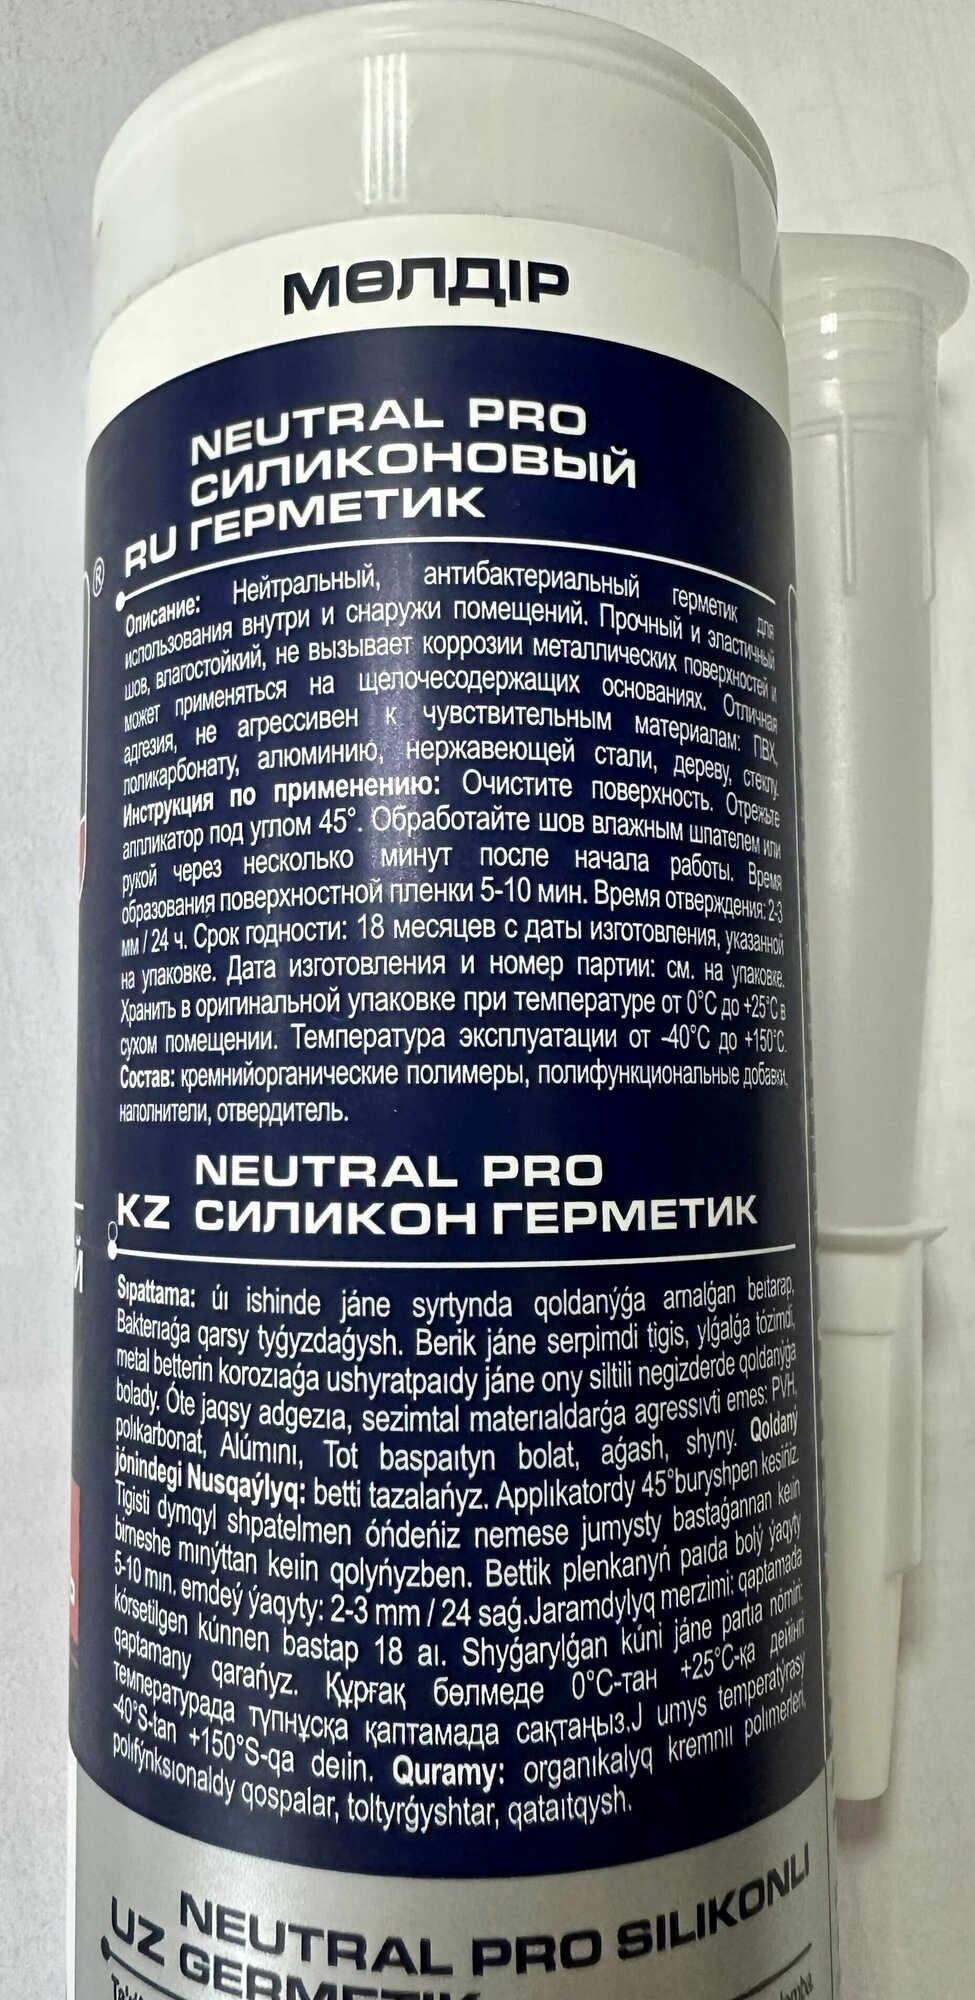 МӨЛДІР
NEUTRAL PRO
СИЛИКОНОВЫЙ
RU ГЕРМЕТИК
®
Описание: Нейтральный, антибактериальный герметик для
использования внутри и снаружи помещений. Прочный и эластичный
шов, влагостойкий, не вызывает коррозии металлических поверхностей и
может применяться на щелочесодержащих основаниях. Отличная
адгезия, не агрессивен к чувствительным материалам: ПВХ,
поликарбонату, алюминию, нержавеющей стали, дереву, стеклу.
Инструкция по применению: Очистите поверхность. Отрежьте
аппликатор под углом 45°. Обработайте шов влажным шпателем или
рукой через несколько минут после начала работы. Время
образования поверхностной пленки 5-10 мин. Время отверждения: 2-3
мм / 24 ч. Срок годности: 18 месяцев с даты изготовления, указанной
на упаковке. Дата изготовления и номер партии: см. на упаковке.
Хранить в оригинальной упаковке при температуре от 0°C до +25°C в
сухом помещении. Температура эксплуатации от -40°C до +150°C.
Состав: кремнийорганические полимеры, полифункциональные добавки,
наполнители, отвердитель.
NEUTRAL PRO
KZ СИЛИКОН ГЕРМЕТИК
Й
Sıpattama: úı ishinde jáne syrtynda qoldanýǵa arnalǵan beıtarap,
Bakterıaǵa qarsy tyǵyzdaǵysh. Berik jáne serpimdi tigis, ylǵalǵa tózimdi,
metal betterin korozıaǵa ushyratpaıdy jáne ony siltili negizderde qoldanýǵa
bolady. Óte jaqsy adgezıa, sezimtal materıaldarǵa agressıvti emes: PVH,
polıkarbonat, Alúmını, Tot baspaıtyn bolat, aǵash, shyny. Qoldaný
jónindegi Nusqaýlyq: betti tazalańyz. Applıkatordy 45°buryshpen kesińiz.
Tigisti dymqyl shpatelmen óńdeńiz nemese jumysty bastaǵannan keıin
birneshe mınýttan keıin qolyńyzben. Bettik plenkanyń paıda bolý ýaqyty
5-10 mın. emdeý ýaqyty: 2-3 mm / 24 saǵ.Jaramdylyq merzimi: qaptamada
kórsetilgen kúnnen bastap 18 aı. Shyǵarylǵan kúni jáne partıa nómiri:
qaptamany qarańyz. Құрғақ бөлмеде 0°C-тан +25°C-қа дейінгі
температурада түпнұсқа қаптамада сақтаңыз.J umys temperatýrasy
-40°S-tan +150°S-qa deıin. Quramy: organıkalyq kremnıı polımerleri,
polıfýnksıonaldy qospalar, toltyrǵyshtar, qataıtqysh.
NEUTRAL PRO SILIKONLI
UZ GERMETIK